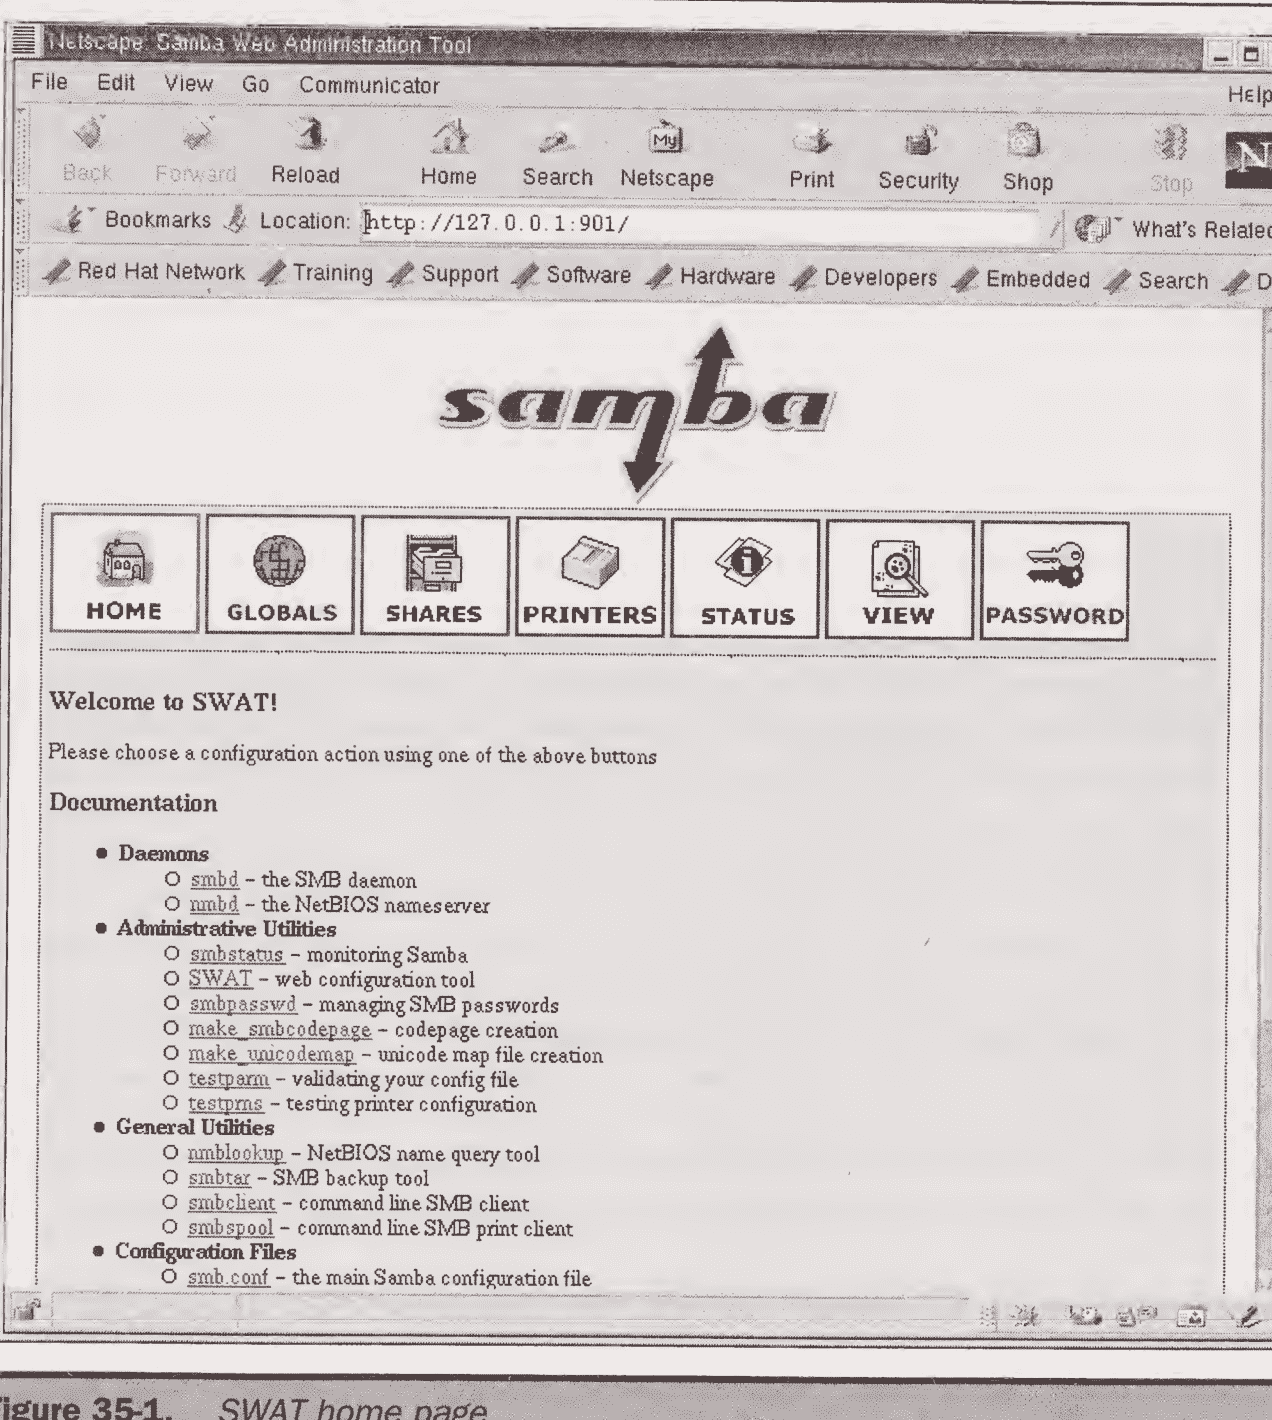 Netscape: Samba Web Administration Tool
File Edit View Go Communicator Help
Back Forward Reload Home Search Netscape Print Security Shop Stop
My
N
Bookmarks Location: http://127.0.0.1:901/ What's Related
Red Hat Network Training Support Software Hardware Developers Embedded Search D
samba
HOME GLOBALS SHARES PRINTERS STATUS VIEW PASSWORD
Welcome to SWAT!
Please choose a configuration action using one of the above buttons
Documentation
● Daemons
○ smbd – the SMB daemon
○ nmbd – the NetBIOS nameserver
● Administrative Utilities
○ smbstatus – monitoring Samba
○ SWAT – web configuration tool
○ smbpasswd – managing SMB passwords
○ make_smbcodepage – codepage creation
○ make_unicodemap – unicode map file creation
○ testparm – validating your config file
○ testprns – testing printer configuration
● General Utilities
○ nmblookup – NetBIOS name query tool
○ smbtar – SMB backup tool
○ smbclient – command line SMB client
○ smbspool – command line SMB print client
● Configuration Files
○ smb.conf – the main Samba configuration file
igure 35-1. SWAT home page